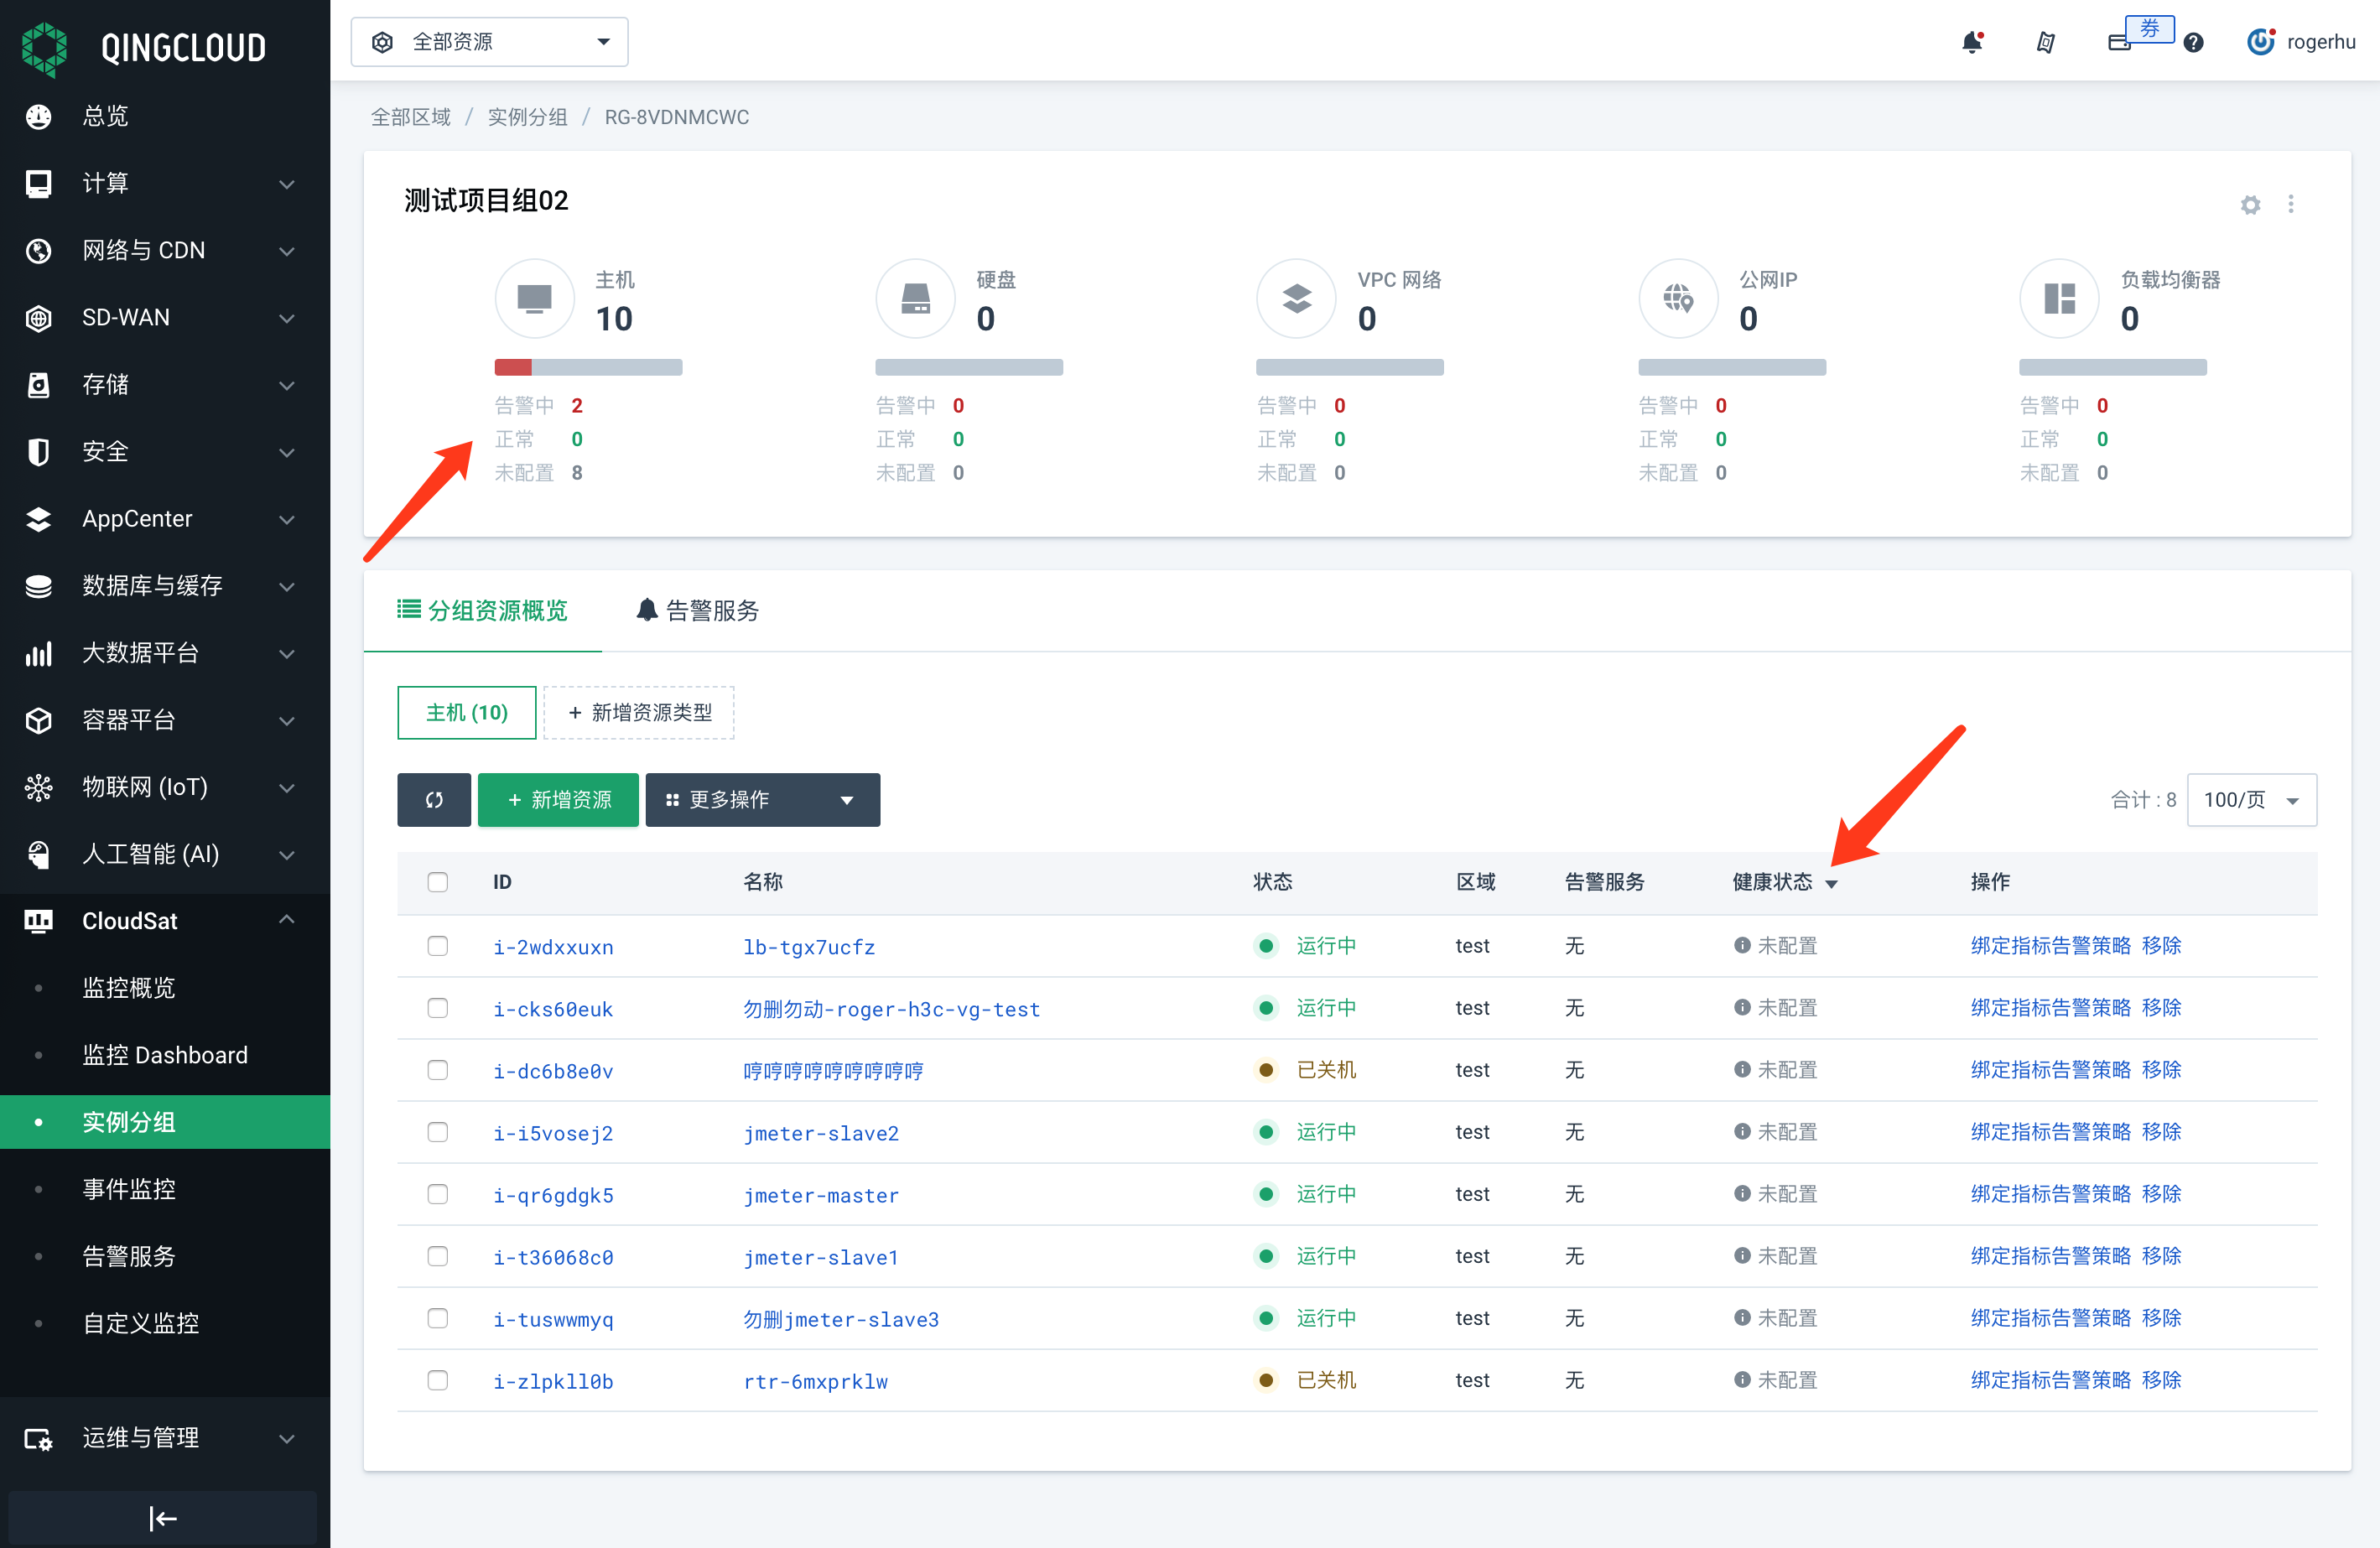 QINGCLOUD
全部资源
券
rogerhu
总览
计算
网络与 CDN
SD-WAN
存储
安全
AppCenter
数据库与缓存
大数据平台
容器平台
物联网 (IoT)
人工智能 (AI)
CloudSat
监控概览
监控 Dashboard
实例分组
事件监控
告警服务
自定义监控
运维与管理
全部区域 / 实例分组 / RG-8VDNMCWC
测试项目组02
主机
10
告警中 2
正常 0
未配置 8
硬盘
0
告警中 0
正常 0
未配置 0
VPC 网络
0
告警中 0
正常 0
未配置 0
公网IP
0
告警中 0
正常 0
未配置 0
负载均衡器
0
告警中 0
正常 0
未配置 0
分组资源概览 告警服务
主机 (10) + 新增资源类型
+ 新增资源 更多操作 合计 : 8 100/页
ID 名称 状态 区域 告警服务 健康状态 操作
i-2wdxxuxn lb-tgx7ucfz 运行中 test 无 未配置 绑定指标告警策略 移除
i-cks60euk 勿删勿动-roger-h3c-vg-test 运行中 test 无 未配置 绑定指标告警策略 移除
i-dc6b8e0v 哼哼哼哼哼哼哼哼哼 已关机 test 无 未配置 绑定指标告警策略 移除
i-i5vosej2 jmeter-slave2 运行中 test 无 未配置 绑定指标告警策略 移除
i-qr6gdgk5 jmeter-master 运行中 test 无 未配置 绑定指标告警策略 移除
i-t36068c0 jmeter-slave1 运行中 test 无 未配置 绑定指标告警策略 移除
i-tuswwmyq 勿删jmeter-slave3 运行中 test 无 未配置 绑定指标告警策略 移除
i-zlpkll0b rtr-6mxprklw 已关机 test 无 未配置 绑定指标告警策略 移除